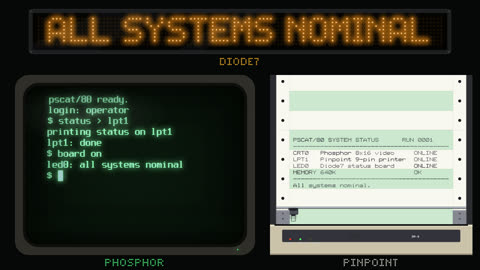 ALL SYSTEMS NOMINAL
DIODE7
pscat/80 ready.
login: operator
$ status > lpt1
printing status on lpt1
lpt1: done
$ board on
led0: all systems nominal
$
PHOSPHOR
PSCAT/80 SYSTEM STATUS RUN 0001
CRT0 Phosphor 8x16 video ONLINE
LPT1 Pinpoint 9-pin printer ONLINE
LED0 Diode7 status board ONLINE
MEMORY 640K OK
All systems nominal.
PINPOINT